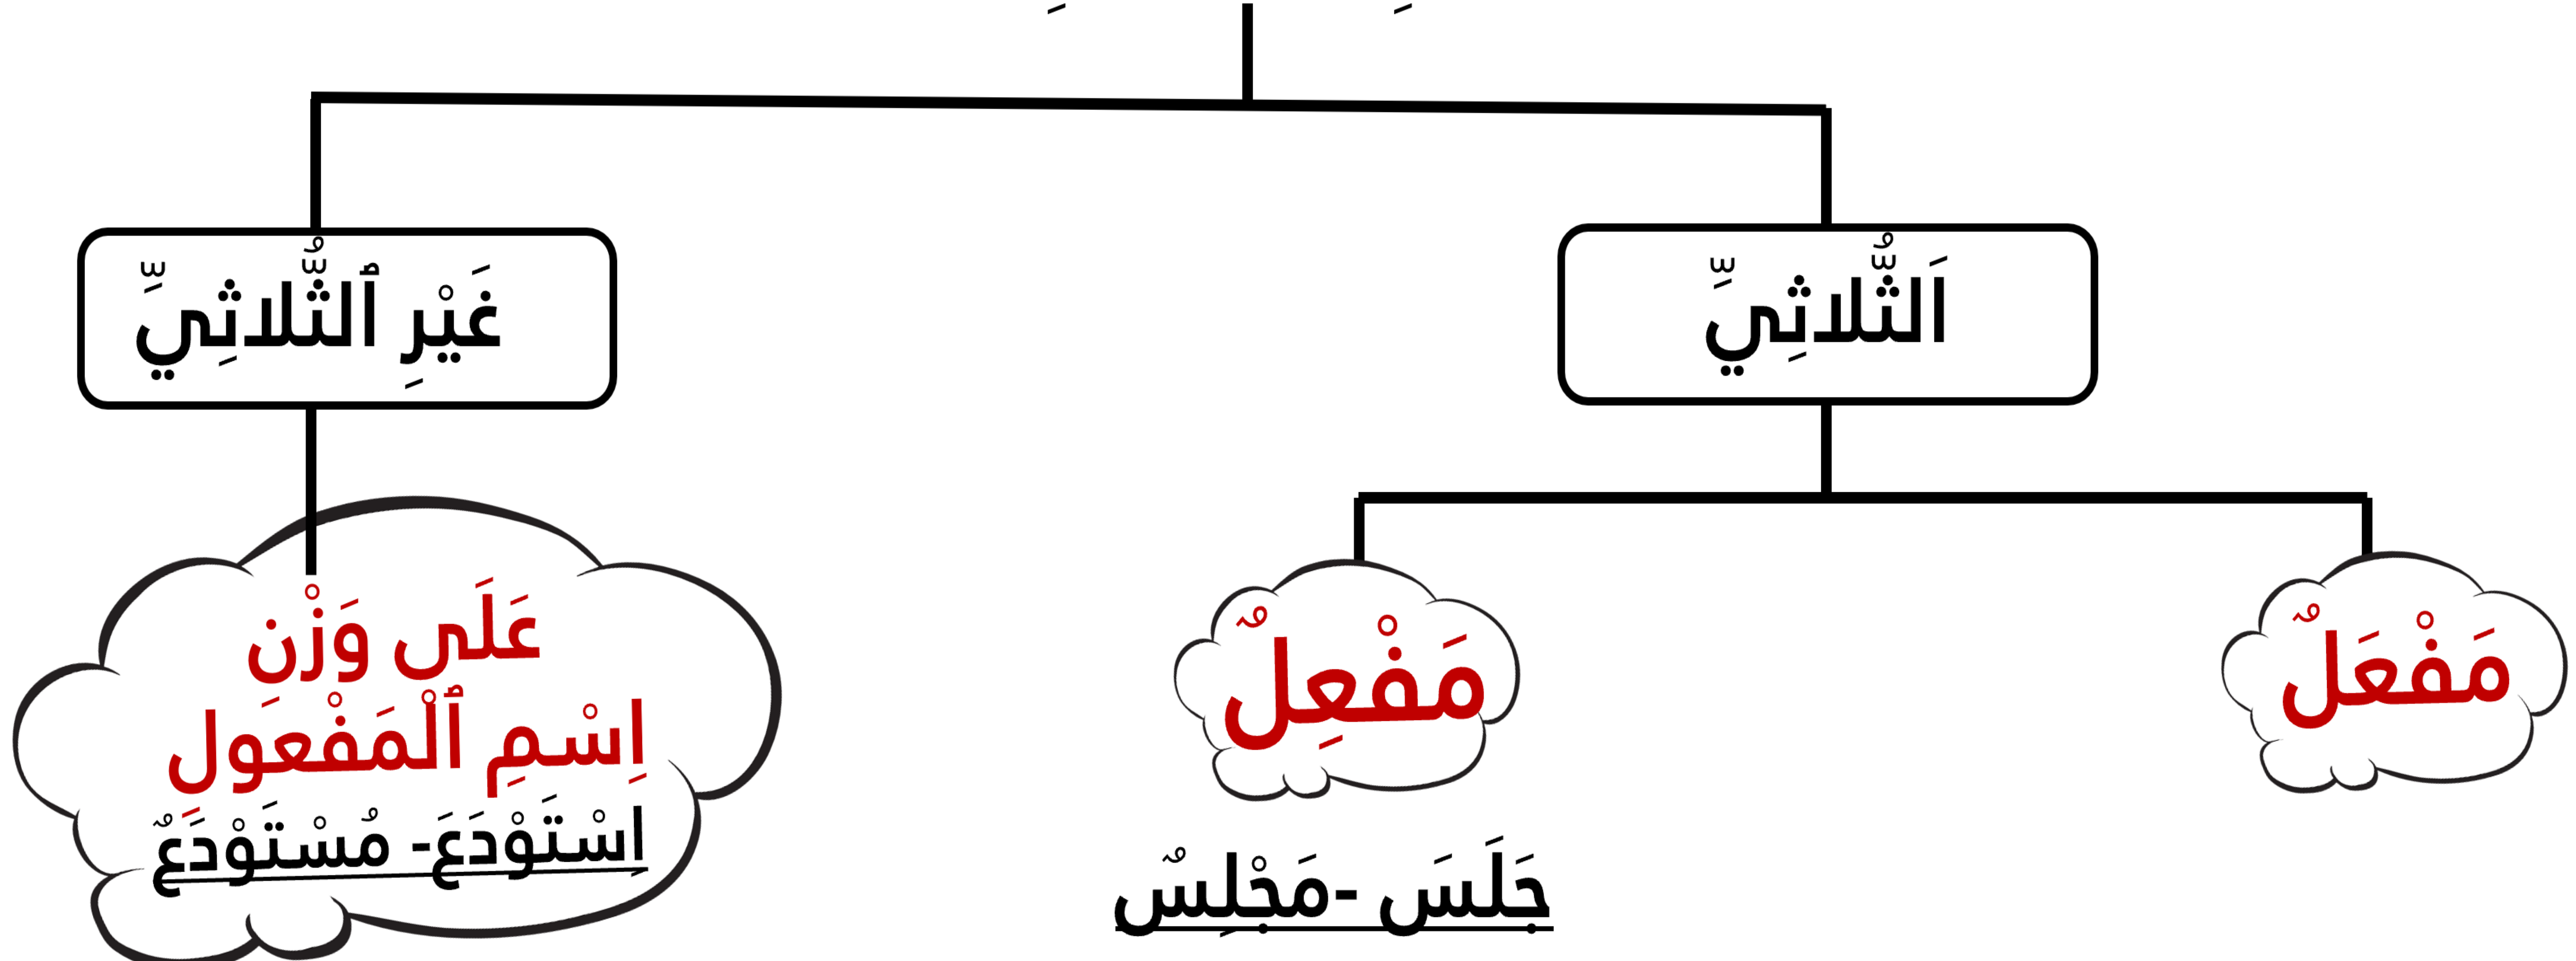 اَلثُّلاثِيِّ
غَيْرِ ٱلثُّلاثِيِّ
مَفْعَلٌ
مَفْعِلٌ
جَلَسَ -مَجْلِسٌ
عَلَى وَزْنِ
اِسْمِ ٱلْمَفْعولِ
اِسْتَوْدَعَ- مُسْتَوْدَعٌ